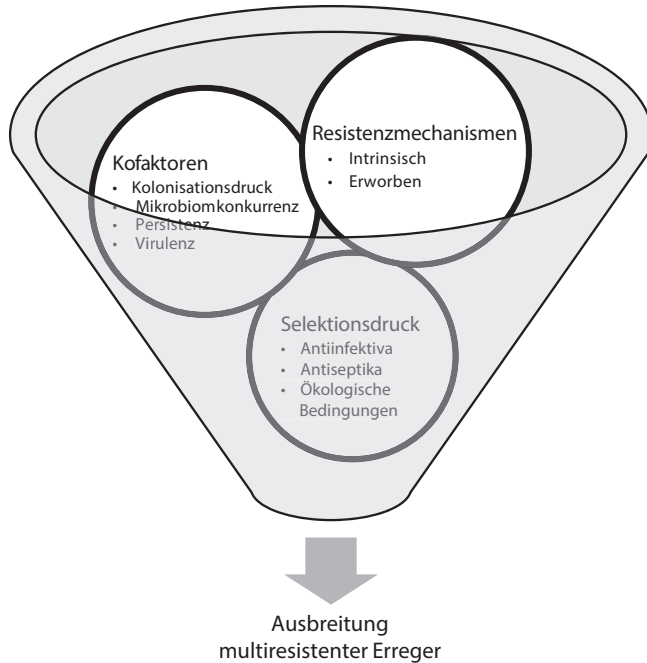 Resistenzmechanismen
• Intrinsisch
• Erworben
Kofaktoren
• Kolonisationsdruck
• Mikrobiomkonkurrenz
• Persistenz
• Virulenz
Selektionsdruck
• Antiinfektiva
• Antiseptika
• Ökologische
Bedingungen
Ausbreitung
multiresistenter Erreger